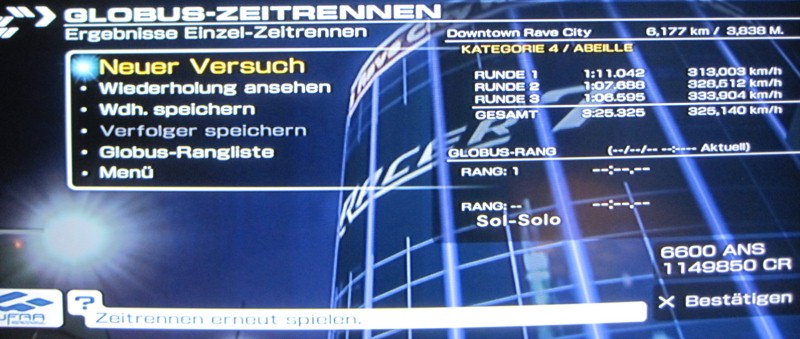 GLOBUS-ZEITRENNEN
Ergebnisse Einzel-Zeitrennen
Neuer Versuch
Wiederholung ansehen
Wdh. speichern
Verfolger speichern
Globus-Rangliste
Menü
Downtown Rave City 6,177 km / 3,838 M.
KATEGORIE 4 / ABEILLE
RUNDE 1 1:11.042 313,003 km/h
RUNDE 2 1:07.688 328,512 km/h
RUNDE 3 1:06.595 333,904 km/h
GESAMT 3:25.325 325,140 km/h
GLOBUS-RANG (--/--/-- --:---- Aktuell)
RANG: 1 --:--.--
RANG: -- --:--.--
Sol-Solo
RACER 7
6600 ANS
1149850 CR
UFRA
?
Zeitrennen erneut spielen.
X Bestätigen